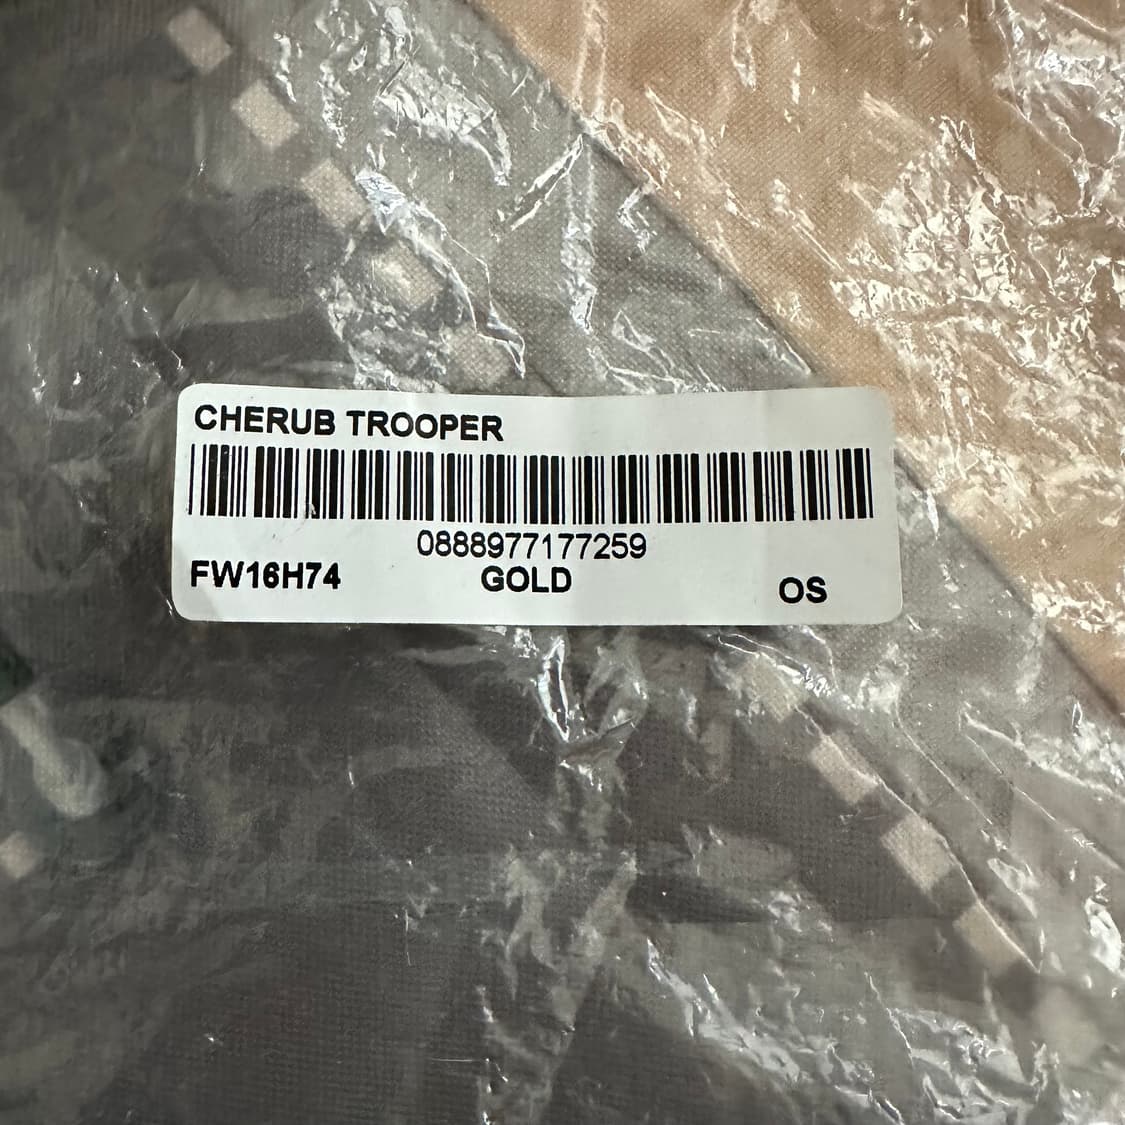 CHERUB TROOPER
0888977177259
FW16H74 GOLD OS